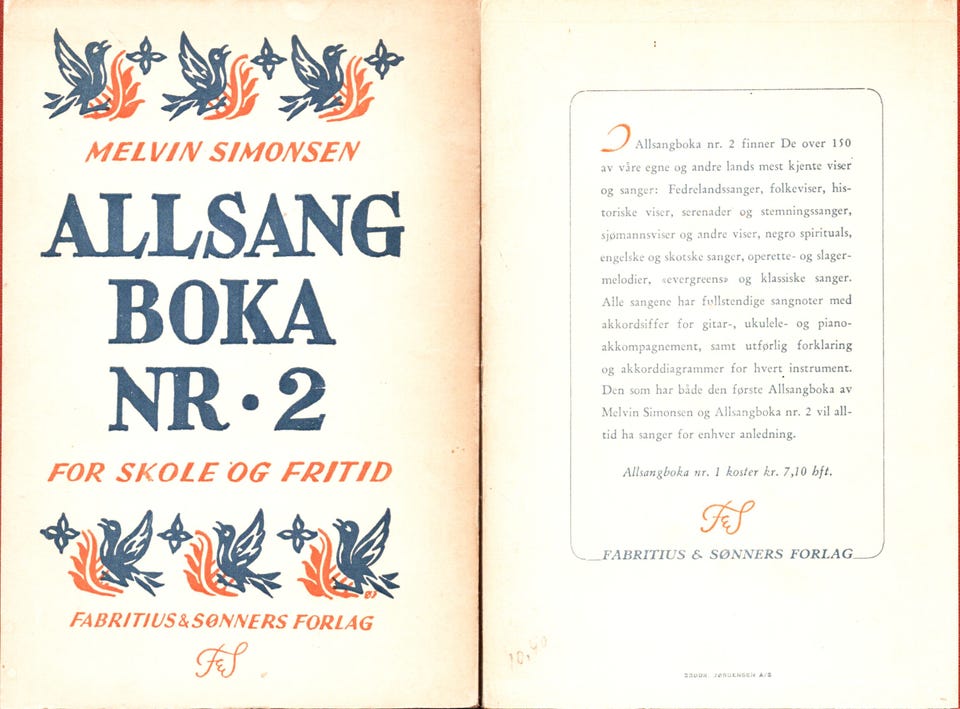 MELVIN SIMONSEN
ALLSANG
BOKA
NR · 2
FOR SKOLE OG FRITID
FABRITIUS & SØNNERS FORLAG
F&S
I Allsangboka nr. 2 finner De over 150
av våre egne og andre lands mest kjente viser
og sanger: Fedrelandssanger, folkeviser, his-
toriske viser, serenader og stemningssanger,
sjømannsviser og andre viser, negro spirituals,
engelske og skotske sanger, operette- og slager-
melodier, «evergreens» og klassiske sanger.
Alle sangene har fullstendige sangnoter med
akkordsiffer for gitar-, ukulele- og piano-
akkompagnement, samt utførlig forklaring
og akkorddiagrammer for hvert instrument.
Den som har både den første Allsangboka av
Melvin Simonsen og Allsangboka nr. 2 vil all-
tid ha sanger for enhver anledning.
Allsangboka nr. 1 koster kr. 7,10 hft.
F&S
FABRITIUS & SØNNERS FORLAG
10,40
BRØDR. JØRGENSEN A/S